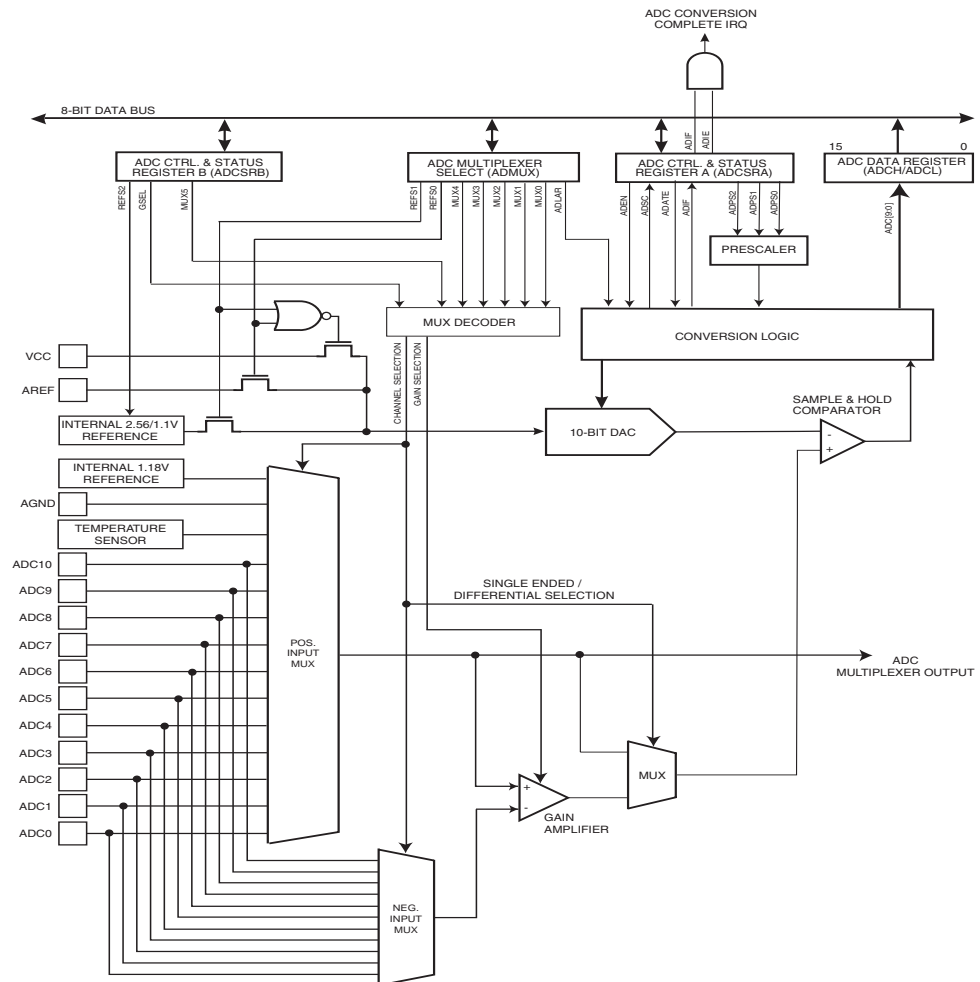 ADC CONVERSION
COMPLETE IRQ
8-BIT DATA BUS
ADIF
ADIE
15
0
ADC CTRL. & STATUS
REGISTER B (ADCSRB)
ADC MULTIPLEXER
SELECT (ADMUX)
ADC CTRL. & STATUS
REGISTER A (ADCSRA)
ADC DATA REGISTER
(ADCH/ADCL)
REFS2
GSEL
MUX5
REFS1
REFS0
MUX4
MUX3
MUX2
MUX1
MUX0
ADLAR
ADEN
ADSC
ADATE
ADIF
ADPS2
ADPS1
ADPS0
ADC[9:0]
PRESCALER
MUX DECODER
CONVERSION LOGIC
VCC
AREF
CHANNEL SELECTION
GAIN SELECTION
INTERNAL 2.56/1.1V
REFERENCE
10-BIT DAC
SAMPLE & HOLD
COMPARATOR
-
+
INTERNAL 1.18V
REFERENCE
AGND
TEMPERATURE
SENSOR
ADC10
ADC9
ADC8
ADC7
ADC6
ADC5
ADC4
ADC3
ADC2
ADC1
ADC0
POS.
INPUT
MUX
SINGLE ENDED /
DIFFERENTIAL SELECTION
ADC
MULTIPLEXER OUTPUT
MUX
+
-
GAIN
AMPLIFIER
NEG.
INPUT
MUX